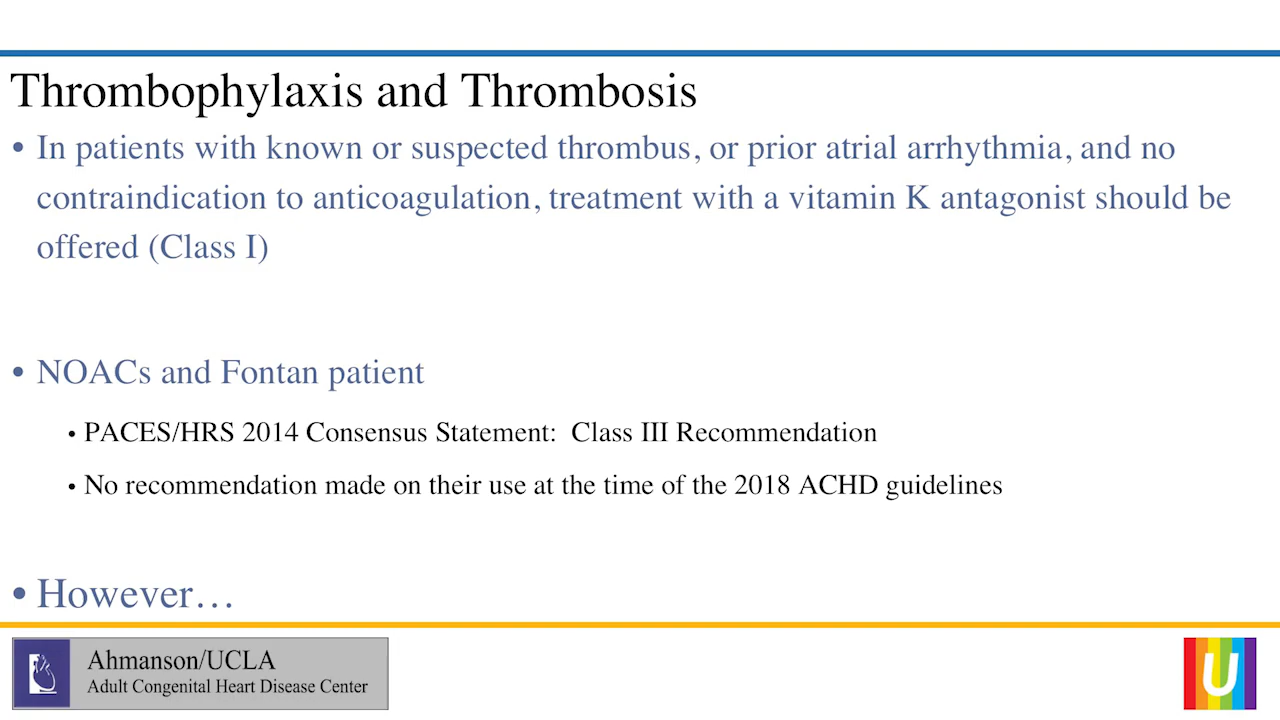 Thrombophylaxis and Thrombosis
• In patients with known or suspected thrombus, or prior atrial arrhythmia, and no
contraindication to anticoagulation, treatment with a vitamin K antagonist should be
offered (Class I)
• NOACs and Fontan patient
• PACES/HRS 2014 Consensus Statement:  Class III Recommendation
• No recommendation made on their use at the time of the 2018 ACHD guidelines
• However…
Ahmanson/UCLA
Adult Congenital Heart Disease Center
U